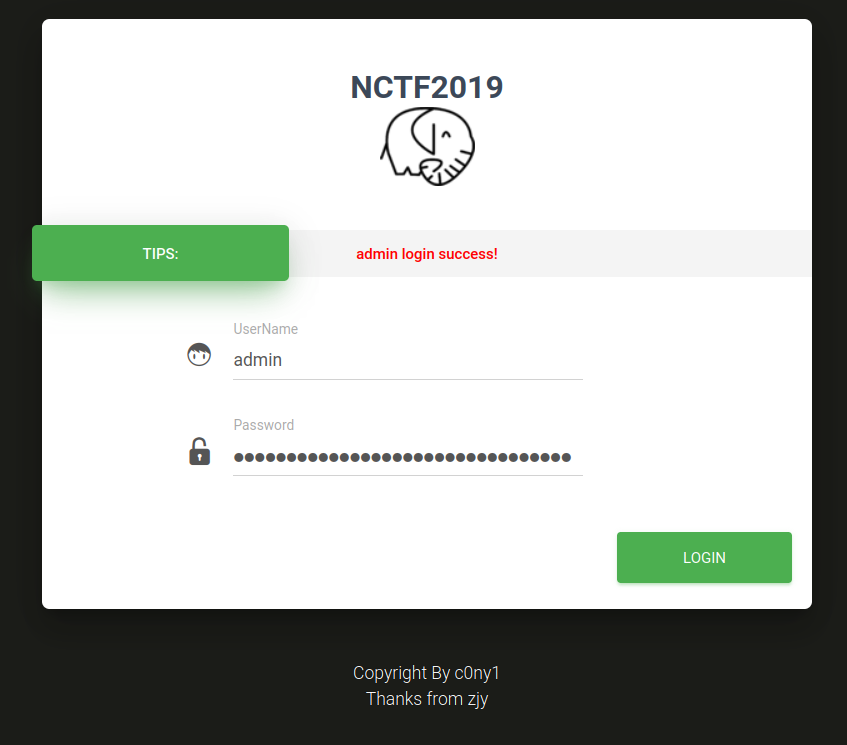 NCTF2019
TIPS:
admin login success!
UserName
admin
Password
LOGIN
Copyright By c0ny1
Thanks from zjy